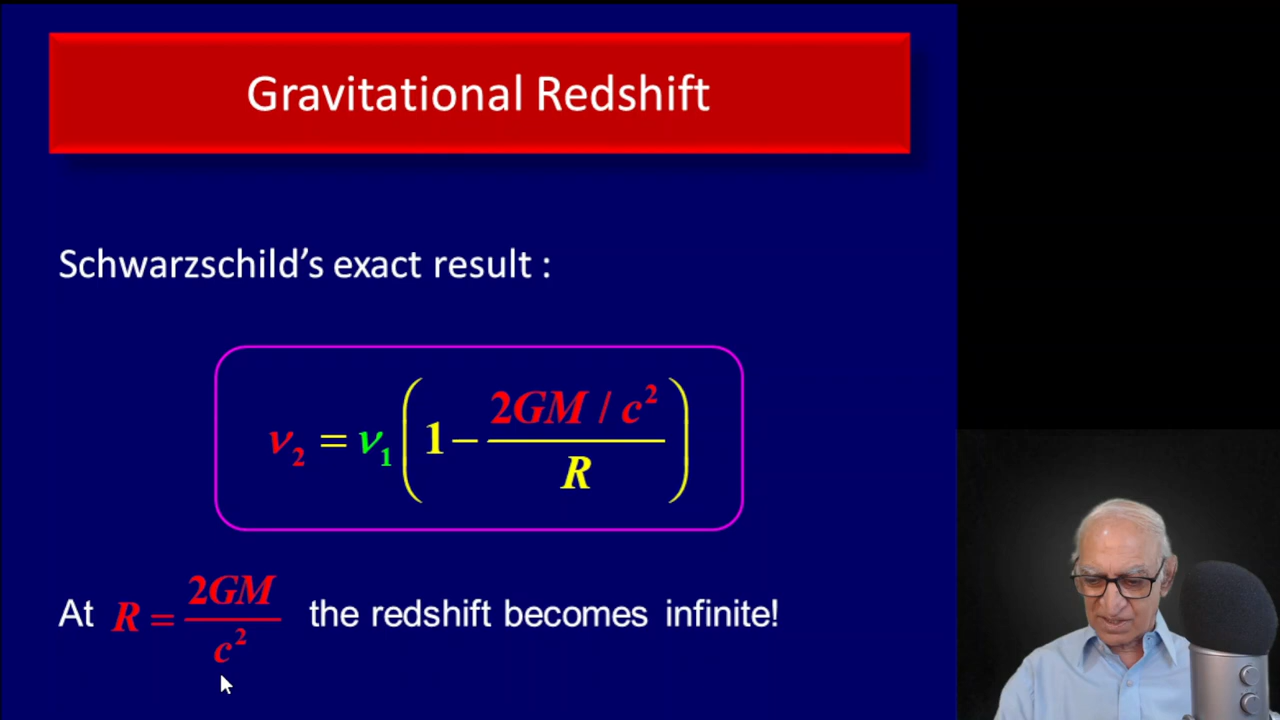 Gravitational Redshift
Schwarzschild’s exact result :
ν₂ = ν₁ (1 − (2GM / c²) / R)
At R = 2GM / c² the redshift becomes infinite!